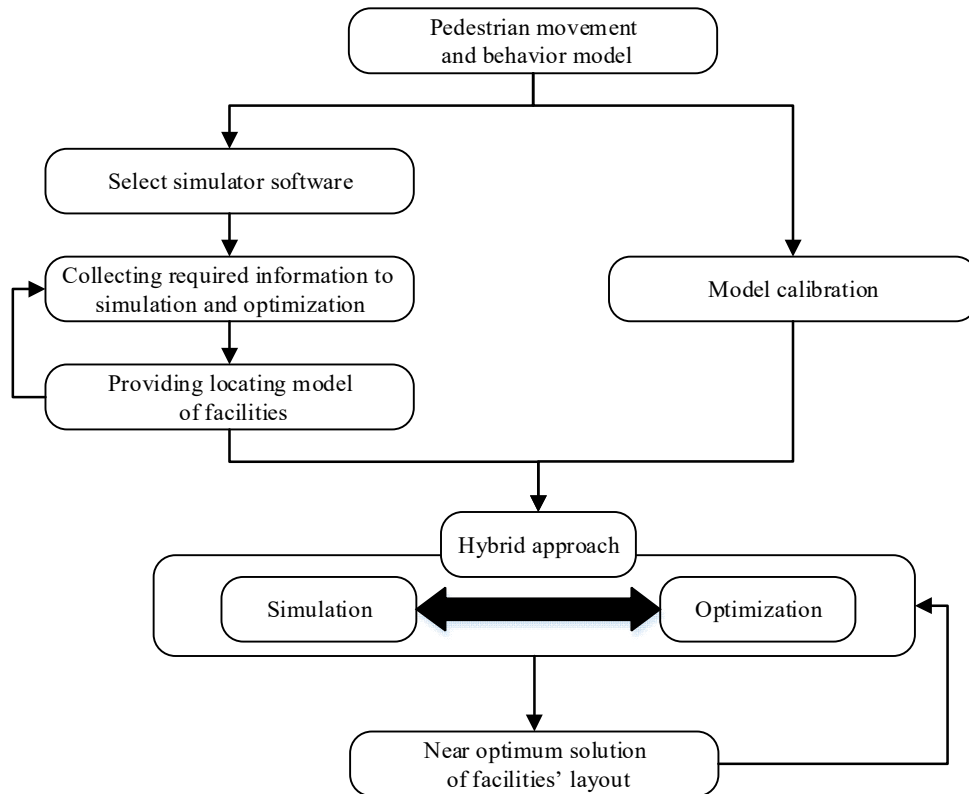 Pedestrian movement
and behavior model
Select simulator software
Collecting required information to
simulation and optimization
Model calibration
Providing locating model
of facilities
Hybrid approach
Simulation
Optimization
Near optimum solution
of facilities’ layout